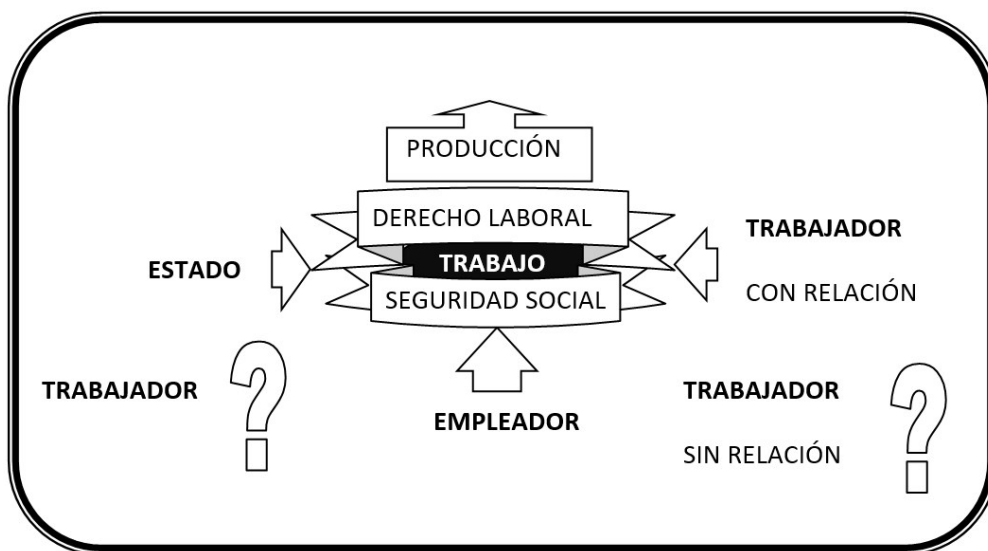 PRODUCCIÓN
DERECHO LABORAL
TRABAJO
SEGURIDAD SOCIAL
ESTADO
TRABAJADOR
CON RELACIÓN
TRABAJADOR
?
EMPLEADOR
TRABAJADOR
SIN RELACIÓN
?